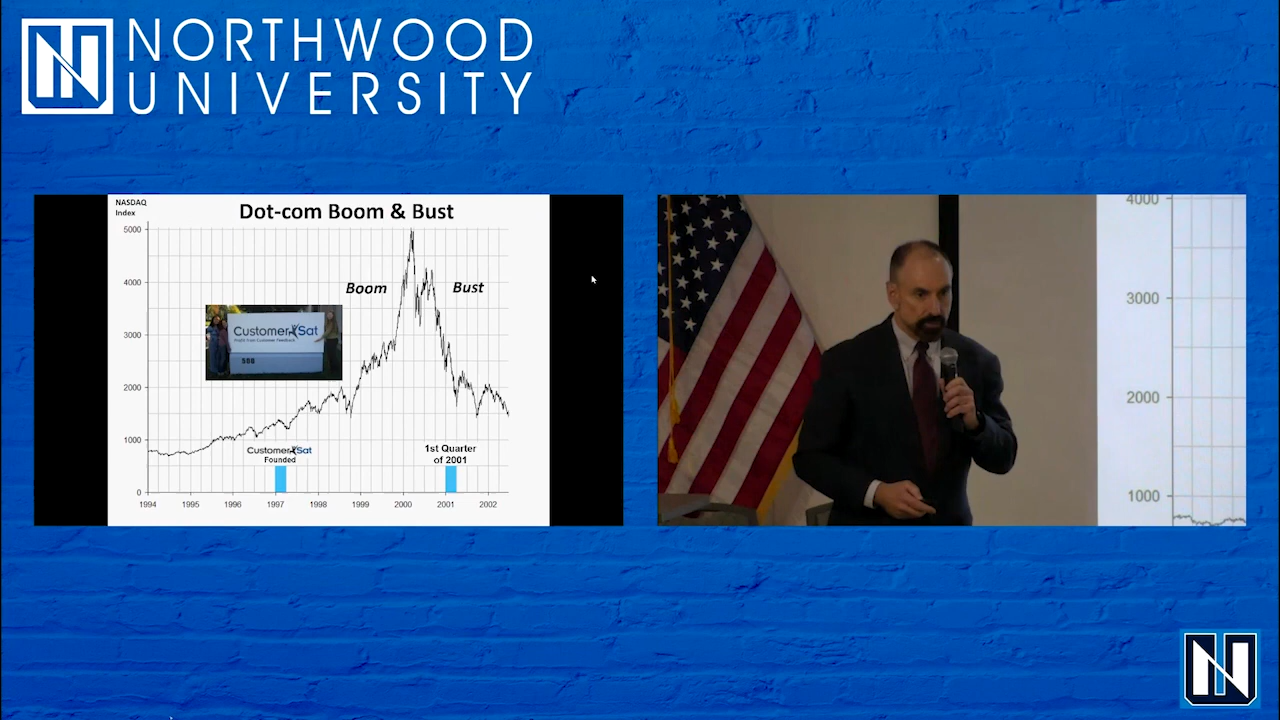 NORTHWOOD
UNIVERSITY
NASDAQ
Index
Dot-com Boom & Bust
5000
4000
3000
2000
1000
0
Boom
Bust
CustomerSat
588
CustomerSat
Founded
1st Quarter
of 2001
1994 1995 1996 1997 1998 1999 2000 2001 2002
4000
3000
2000
1000
N